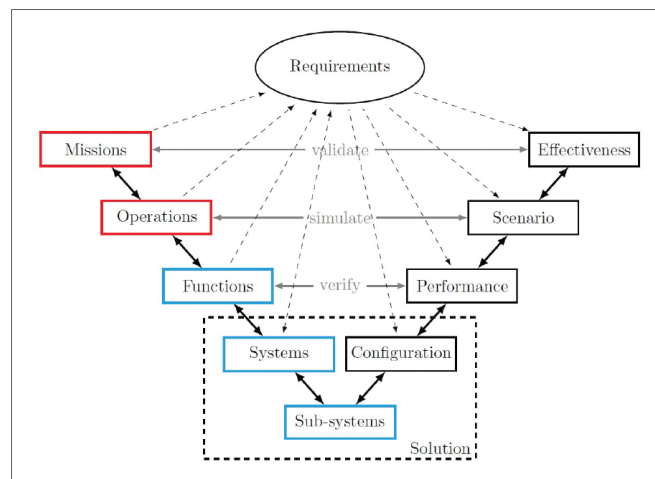 Requirements
Missions
validate
Effectiveness
Operations
simulate
Scenario
Functions
verify
Performance
Systems
Configuration
Sub-systems
Solution